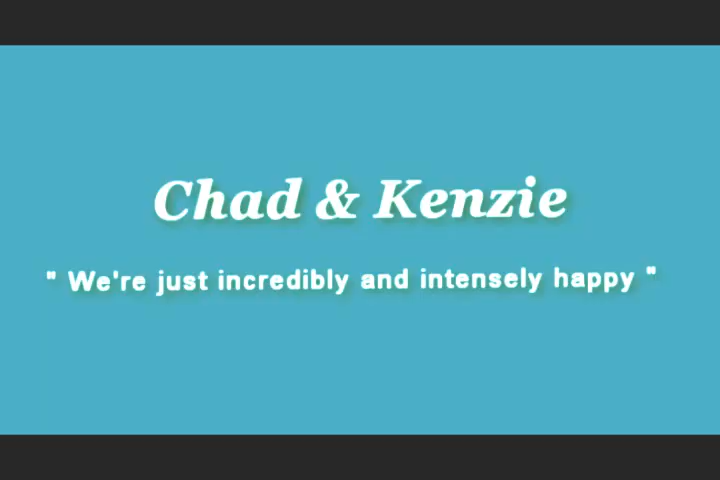 Chad & Kenzie
" We're just incredibly and intensely happy "